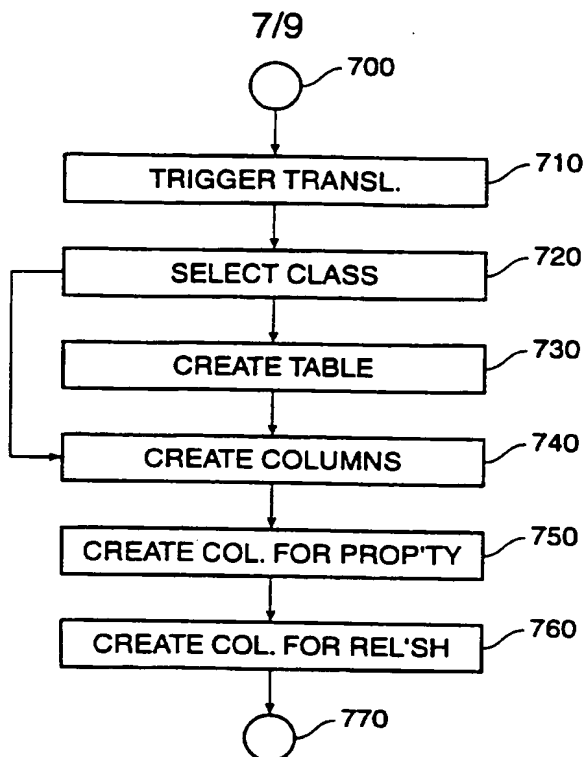 7/9
700
TRIGGER TRANSL.
710
SELECT CLASS
720
CREATE TABLE
730
CREATE COLUMNS
740
CREATE COL. FOR PROP'TY
750
CREATE COL. FOR REL'SH
760
770